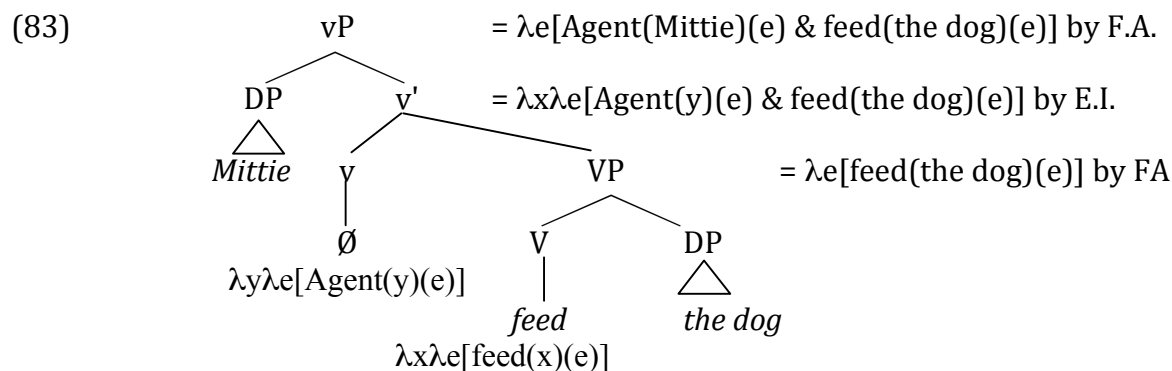 (83) vP = λe[Agent(Mittie)(e) & feed(the dog)(e)] by F.A.
DP v' = λxλe[Agent(y)(e) & feed(the dog)(e)] by E.I.
Mittie v VP = λe[feed(the dog)(e)] by FA
Ø V DP
λyλe[Agent(y)(e)]
feed the dog
λxλe[feed(x)(e)]